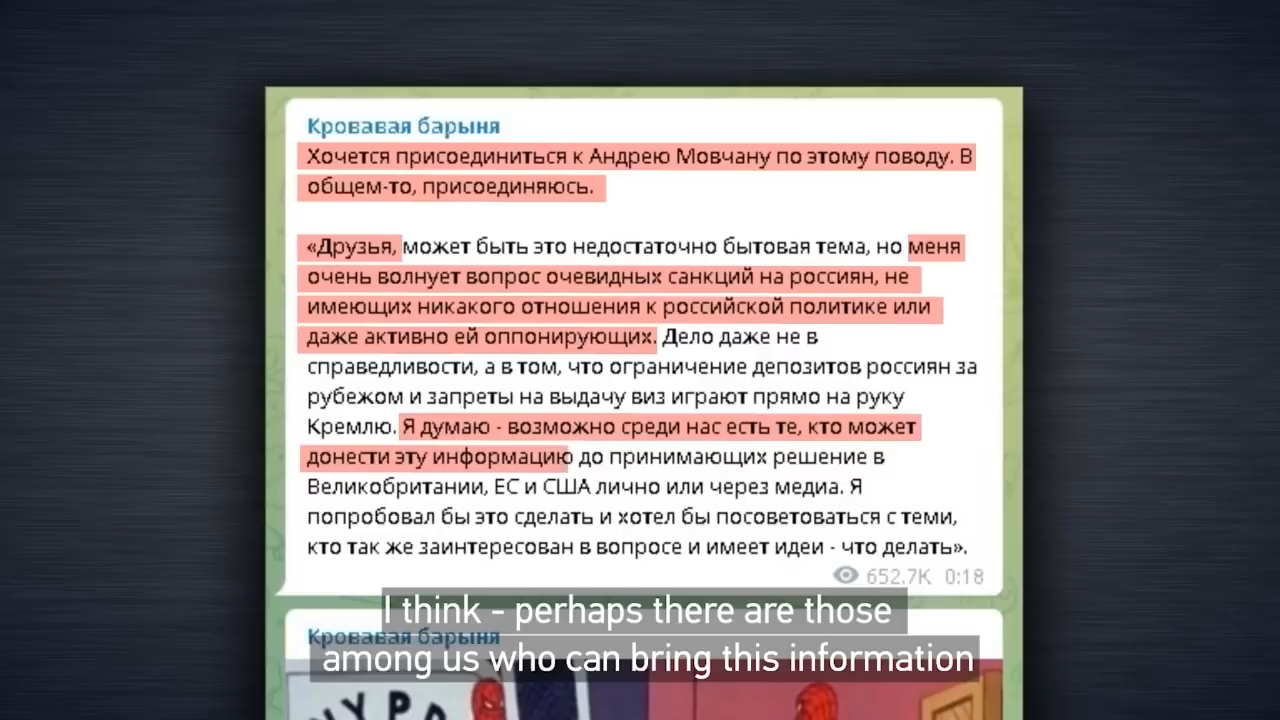 Кровавая барыня
Хочется присоединиться к Андрею Мовчану по этому поводу. В
общем-то, присоединяюсь.
«Друзья, может быть это недостаточно бытовая тема, но меня
очень волнует вопрос очевидных санкций на россиян, не
имеющих никакого отношения к российской политике или
даже активно ей оппонирующих. Дело даже не в
справедливости, а в том, что ограничение депозитов россиян за
рубежом и запреты на выдачу виз играют прямо на руку
Кремлю. Я думаю - возможно среди нас есть те, кто может
донести эту информацию до принимающих решение в
Великобритании, ЕС и США лично или через медиа. Я
попробовал бы это сделать и хотел бы посоветоваться с теми,
кто так же заинтересован в вопросе и имеет идеи - что делать».
652.7K 0:18
I think - perhaps there are those
Кровавая барыня
among us who can bring this information